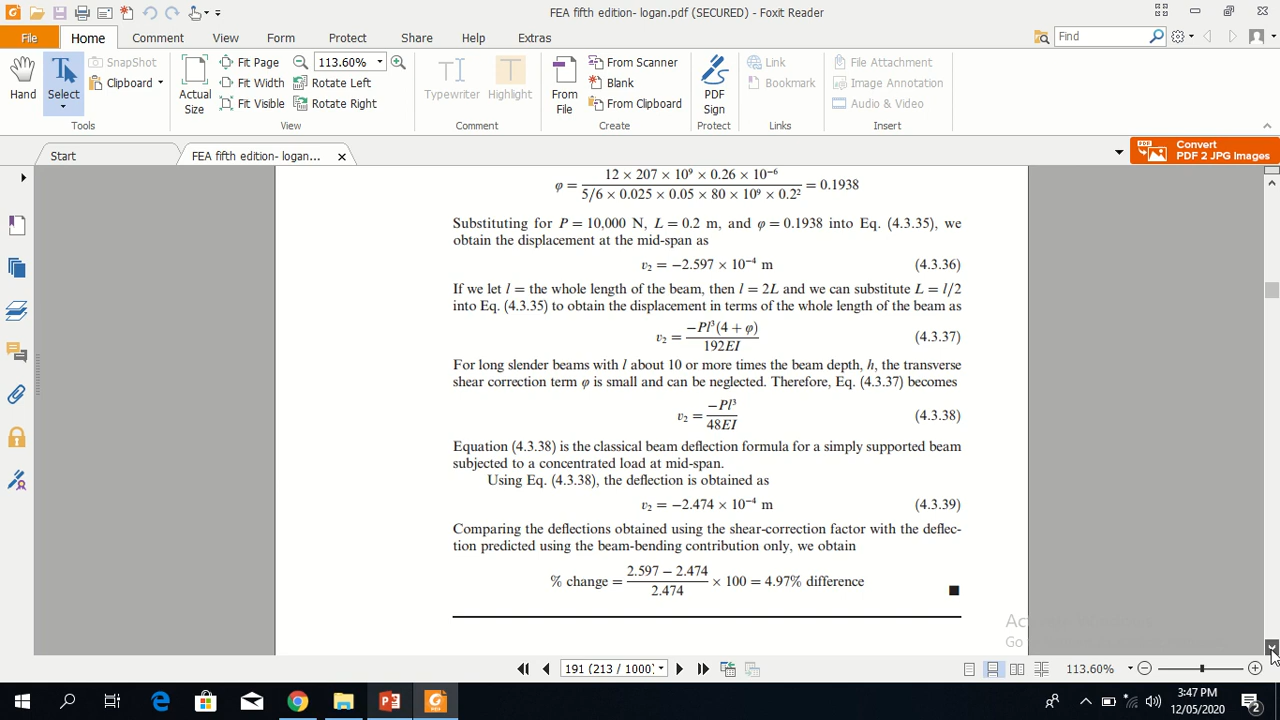 FEA fifth edition- logan.pdf (SECURED) - Foxit Reader
File Home Comment View Form Protect Share Help Extras
Find
Hand
Select
SnapShot
Clipboard
Actual Size
Fit Page
Fit Width
Fit Visible
113.60%
Rotate Left
Rotate Right
Typewriter
Highlight
From File
From Scanner
Blank
From Clipboard
PDF Sign
Link
Bookmark
File Attachment
Image Annotation
Audio & Video
Tools View Comment Create Protect Links Insert
Start
FEA fifth edition- logan...
Convert
PDF 2 JPG Images
φ = 12 × 207 × 10⁹ × 0.26 × 10⁻⁶ / 5/6 × 0.025 × 0.05 × 80 × 10⁹ × 0.2² = 0.1938
Substituting for P = 10,000 N, L = 0.2 m, and φ = 0.1938 into Eq. (4.3.35), we
obtain the displacement at the mid-span as
v₂ = −2.597 × 10⁻⁴ m (4.3.36)
If we let l = the whole length of the beam, then l = 2L and we can substitute L = l/2
into Eq. (4.3.35) to obtain the displacement in terms of the whole length of the beam as
v₂ = −Pl³(4 + φ) / 192EI (4.3.37)
For long slender beams with l about 10 or more times the beam depth, h, the transverse
shear correction term φ is small and can be neglected. Therefore, Eq. (4.3.37) becomes
v₂ = −Pl³ / 48EI (4.3.38)
Equation (4.3.38) is the classical beam deflection formula for a simply supported beam
subjected to a concentrated load at mid-span.
Using Eq. (4.3.38), the deflection is obtained as
v₂ = −2.474 × 10⁻⁴ m (4.3.39)
Comparing the deflections obtained using the shear-correction factor with the deflec-
tion predicted using the beam-bending contribution only, we obtain
% change = 2.597 − 2.474 / 2.474 × 100 = 4.97% difference
Go
191 (213 / 1000)
113.60%
3:47 PM
12/05/2020
2